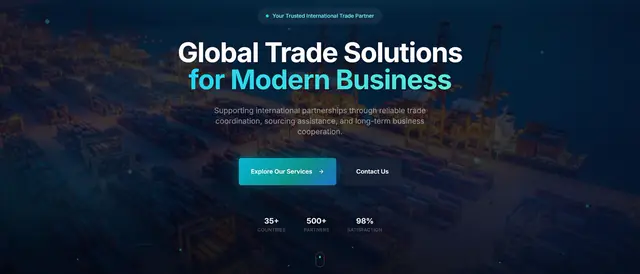 Your Trusted International Trade Partner
Global Trade Solutions
for Modern Business
Supporting international partnerships through reliable trade
coordination, sourcing assistance, and long-term business
cooperation.
Explore Our Services →
Contact Us
35+ 500+ 98%
COUNTRIES PARTNERS SATISFACTION